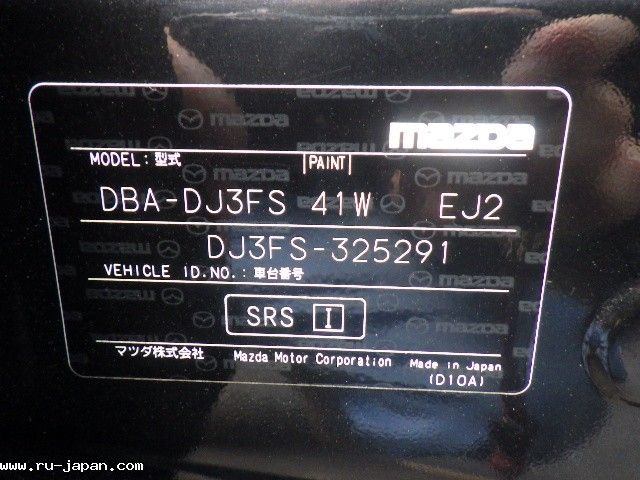 mazda
MODEL: 型式 PAINT
DBA-DJ3FS 41W EJ2
DJ3FS-325291
VEHICLE ID.NO.: 車台番号
SRS I
マツダ株式会社 Mazda Motor Corporation Made in Japan
(D10A)
www.ru-japan.com